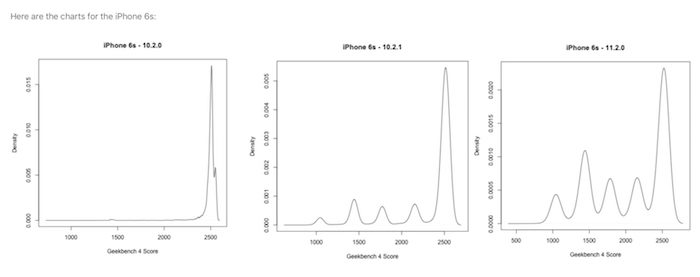 Here are the charts for the iPhone 6s:
iPhone 6s - 10.2.0
Density
0.000 0.005 0.010 0.015
1000 1500 2000 2500
Geekbench 4 Score
iPhone 6s - 10.2.1
Density
0.000 0.001 0.002 0.003 0.004 0.005
1000 1500 2000 2500
Geekbench 4 Score
iPhone 6s - 11.2.0
Density
0.0000 0.0005 0.0010 0.0015 0.0020
500 1000 1500 2000 2500
Geekbench 4 Score